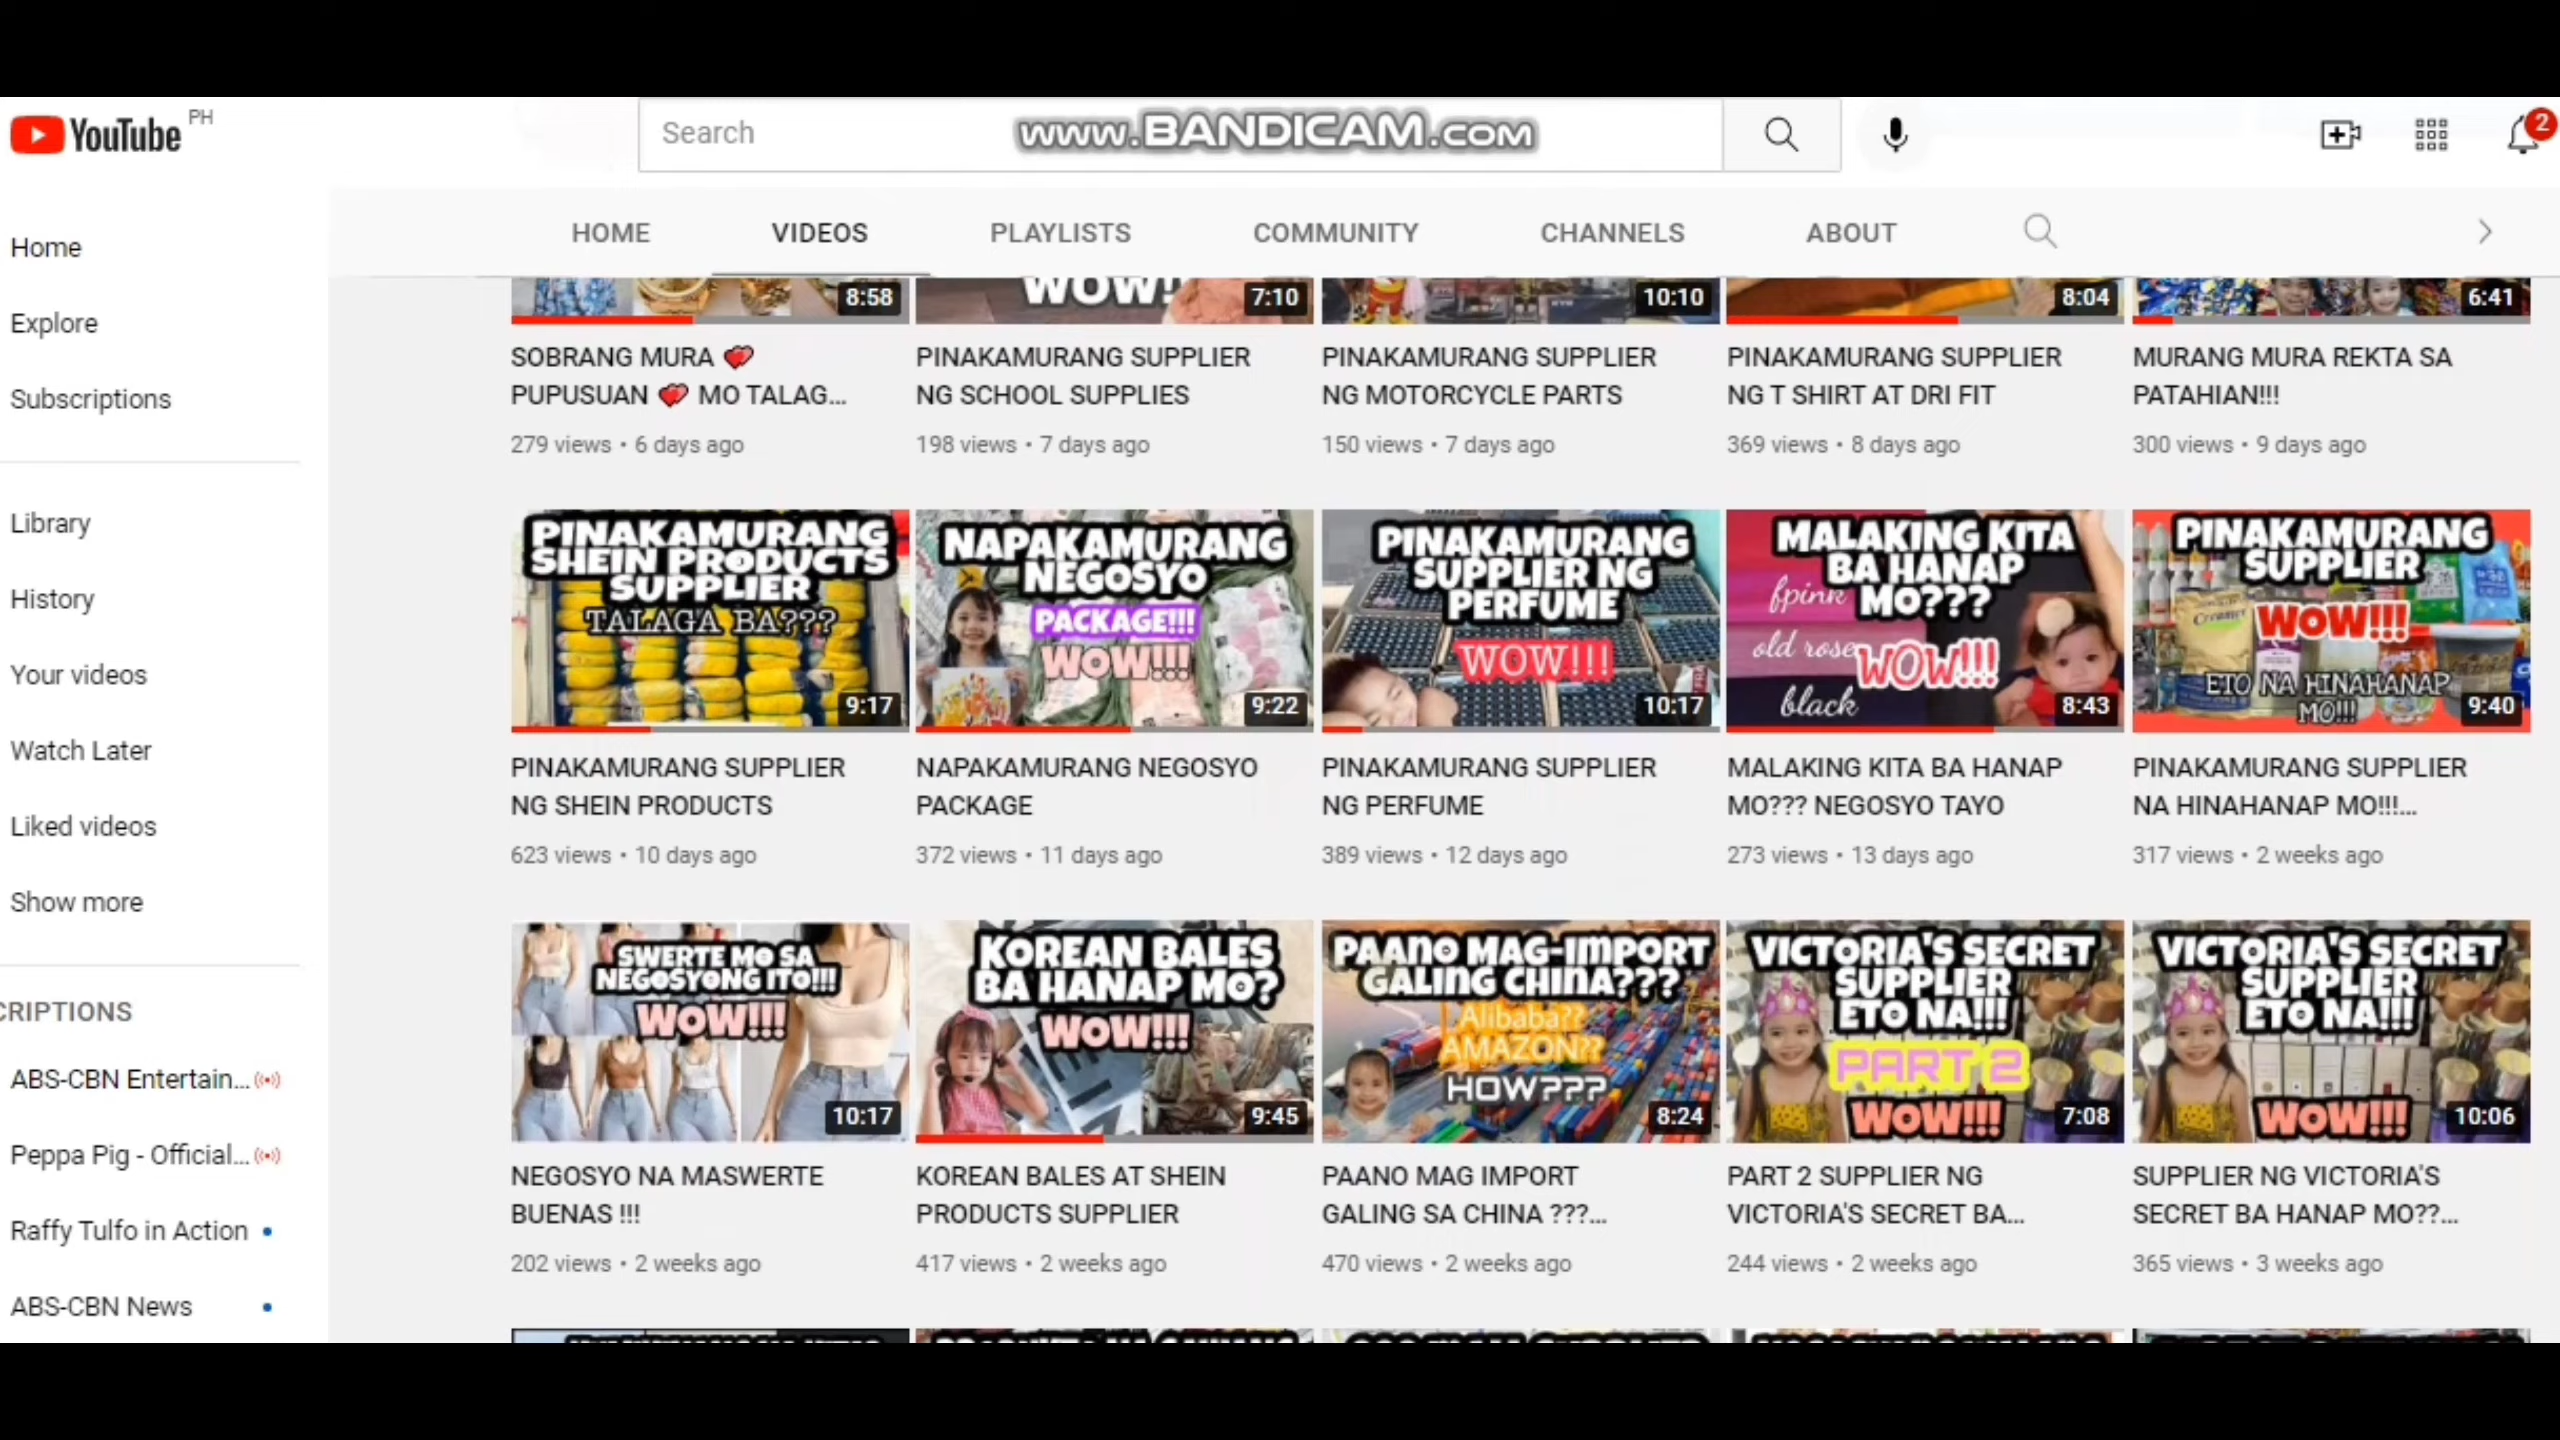 YouTube PH
Search
www.BANDICAM.com
2
HOME VIDEOS PLAYLISTS COMMUNITY CHANNELS ABOUT
Home
Explore
Subscriptions
Library
History
Your videos
Watch Later
Liked videos
Show more
CRIPTIONS
ABS-CBN Entertain...
Peppa Pig - Official...
Raffy Tulfo in Action
ABS-CBN News
8:58
SOBRANG MURA 💕
PUPUSUAN 💕 MO TALAG...
279 views • 6 days ago
WOW!
7:10
PINAKAMURANG SUPPLIER
NG SCHOOL SUPPLIES
198 views • 7 days ago
10:10
PINAKAMURANG SUPPLIER
NG MOTORCYCLE PARTS
150 views • 7 days ago
8:04
PINAKAMURANG SUPPLIER
NG T SHIRT AT DRI FIT
369 views • 8 days ago
6:41
MURANG MURA REKTA SA
PATAHIAN!!!
300 views • 9 days ago
PINAKAMURANG
SHEIN PRODUCTS
SUPPLIER
TALAGA BA???
9:17
PINAKAMURANG SUPPLIER
NG SHEIN PRODUCTS
623 views • 10 days ago
NAPAKAMURANG
NEGOSYO
PACKAGE!!!
WOW!!!
9:22
NAPAKAMURANG NEGOSYO
PACKAGE
372 views • 11 days ago
PINAKAMURANG
SUPPLIER NG
PERFUME
WOW!!!
10:17
PINAKAMURANG SUPPLIER
NG PERFUME
389 views • 12 days ago
MALAKING KITA
BA HANAP
MO???
fpink
old rose
WOW!!!
black
8:43
MALAKING KITA BA HANAP
MO??? NEGOSYO TAYO
273 views • 13 days ago
PINAKAMURANG
SUPPLIER
Creamer
WOW!!!
ETO NA HINAHANAP
MO!!!
9:40
PINAKAMURANG SUPPLIER
NA HINAHANAP MO!!!...
317 views • 2 weeks ago
SWERTE MO SA
NEGOSYONG ITO!!!
WOW!!!
10:17
NEGOSYO NA MASWERTE
BUENAS !!!
202 views • 2 weeks ago
KOREAN BALES
BA HANAP MO?
WOW!!!
9:45
KOREAN BALES AT SHEIN
PRODUCTS SUPPLIER
417 views • 2 weeks ago
PAANO MAG-IMPORT
GALING CHINA???
Alibaba??
AMAZON??
HOW???
8:24
PAANO MAG IMPORT
GALING SA CHINA ???...
470 views • 2 weeks ago
VICTORIA'S SECRET
SUPPLIER
ETO NA!!!
PART 2
WOW!!!
7:08
PART 2 SUPPLIER NG
VICTORIA'S SECRET BA...
244 views • 2 weeks ago
VICTORIA'S SECRET
SUPPLIER
ETO NA!!!
WOW!!!
10:06
SUPPLIER NG VICTORIA'S
SECRET BA HANAP MO??...
365 views • 3 weeks ago